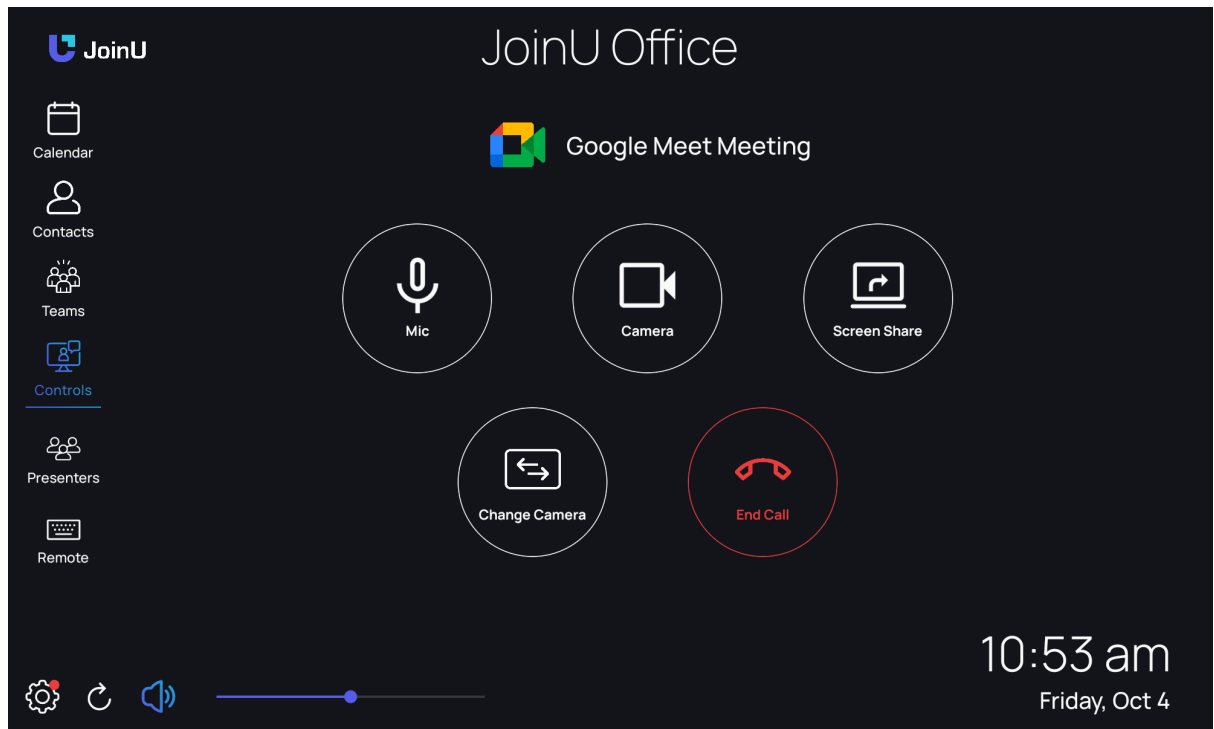 JoinU
JoinU Office
Calendar
Contacts
Teams
Controls
Presenters
Remote
Google Meet Meeting
Mic
Camera
Screen Share
Change Camera
End Call
10:53 am
Friday, Oct 4